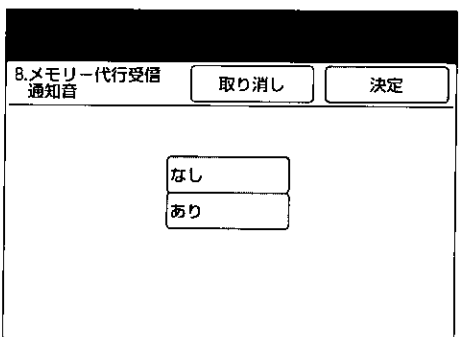 8.メモリー代行受信
通知音
取り消し
決定
なし
あり